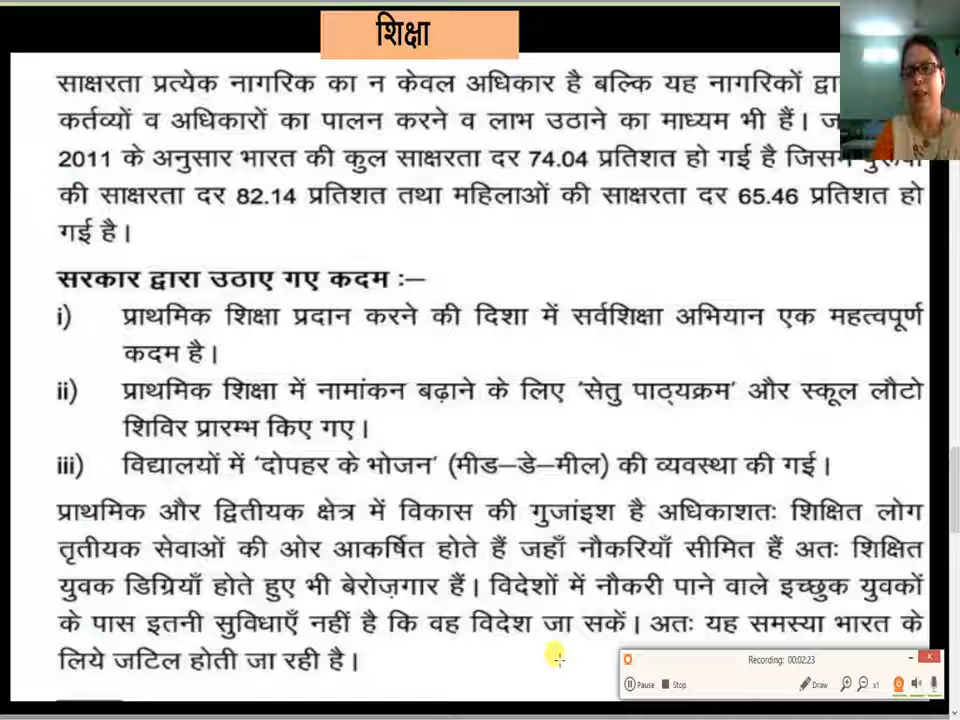 शिक्षा
साक्षरता प्रत्येक नागरिक का न केवल अधिकार है बल्कि यह नागरिकों
कर्तव्यों व अधिकारों का पालन करने व लाभ उठाने का माध्यम भी हैं।
2011 के अनुसार भारत की कुल साक्षरता दर 74.04 प्रतिशत हो गई है
की साक्षरता दर 82.14 प्रतिशत तथा महिलाओं की साक्षरता दर 65.46 प्रतिशत हो
गई है।
सरकार द्वारा उठाए गए कदम :–
i) प्राथमिक शिक्षा प्रदान करने की दिशा में सर्वशिक्षा अभियान एक महत्वपूर्ण
कदम है।
ii) प्राथमिक शिक्षा में नामांकन बढ़ाने के लिए 'सेतु पाठ्यक्रम' और स्कूल लौटो
शिविर प्रारम्भ किए गए।
iii) विद्यालयों में 'दोपहर के भोजन' (मीड–डे–मील) की व्यवस्था की गई।
प्राथमिक और द्वितीयक क्षेत्र में विकास की गुजांइश है अधिकाशतः शिक्षित लोग
तृतीयक सेवाओं की ओर आकर्षित होते हैं जहाँ नौकरियाँ सीमित हैं अतः शिक्षित
युवक डिग्रियाँ होते हुए भी बेरोज़गार हैं। विदेशों में नौकरी पाने वाले इच्छुक युवकों
के पास इतनी सुविधाएँ नहीं है कि वह विदेश जा सकें। अतः यह समस्या भारत के
लिये जटिल होती जा रही है।
Recording: 00:02:23
Pause Stop Draw x1